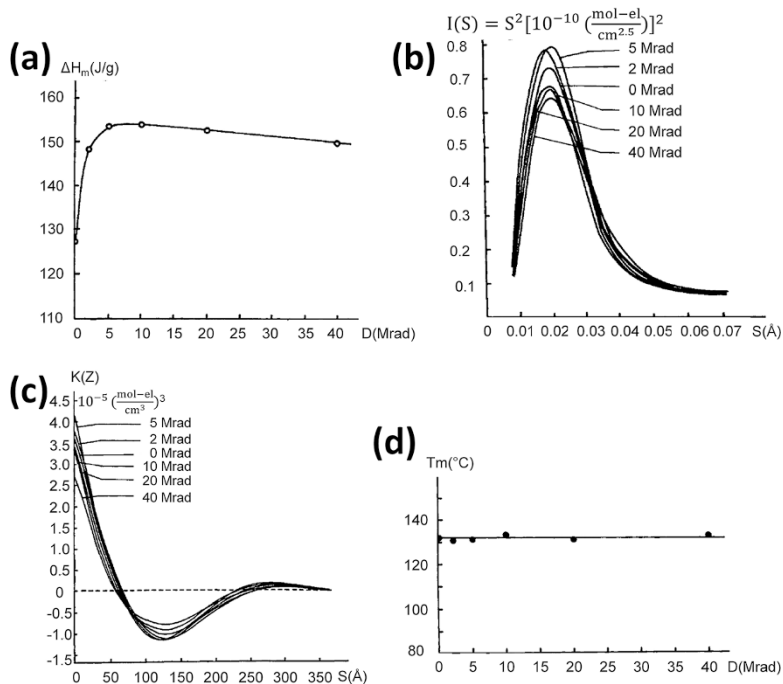 (a)
ΔHₘ(J/g)
170
160
150
140
130
120
110
0 5 10 15 20 25 30 35 40 D(Mrad)
(b)
I(S) = S²[10⁻¹⁰ (mol−el/cm².⁵)]²
0.8
0.7
0.6
0.5
0.4
0.3
0.2
0.1
5 Mrad
2 Mrad
0 Mrad
10 Mrad
20 Mrad
40 Mrad
0 0.01 0.02 0.03 0.04 0.05 0.06 0.07 S(Å)
(c)
K(Z)
10⁻⁵ (mol−el/cm³)³
4.5
4.0
3.5
3.0
2.5
2.0
1.5
1.0
0.5
0
-0.5
-1.0
-1.5
5 Mrad
2 Mrad
0 Mrad
10 Mrad
20 Mrad
40 Mrad
0 50 100 150 200 250 300 350 S(Å)
(d)
Tm(°C)
140
130
120
100
90
80
0 5 10 15 20 25 30 35 40 D(Mrad)